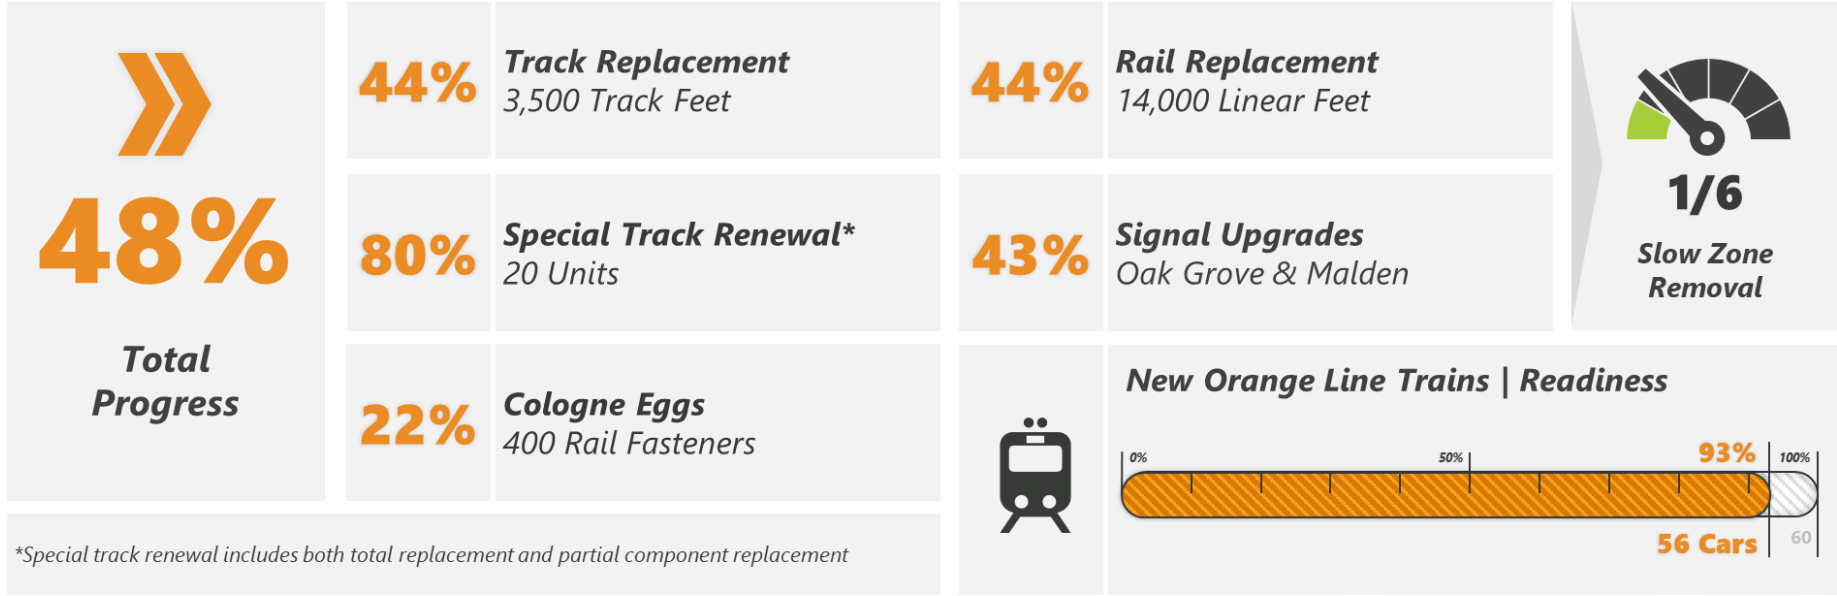 48%
Total
Progress
44%
Track Replacement
3,500 Track Feet
44%
Rail Replacement
14,000 Linear Feet
80%
Special Track Renewal*
20 Units
43%
Signal Upgrades
Oak Grove & Malden
1/6
Slow Zone
Removal
22%
Cologne Eggs
400 Rail Fasteners
New Orange Line Trains | Readiness
0%
50%
93%
100%
56 Cars
60
*Special track renewal includes both total replacement and partial component replacement